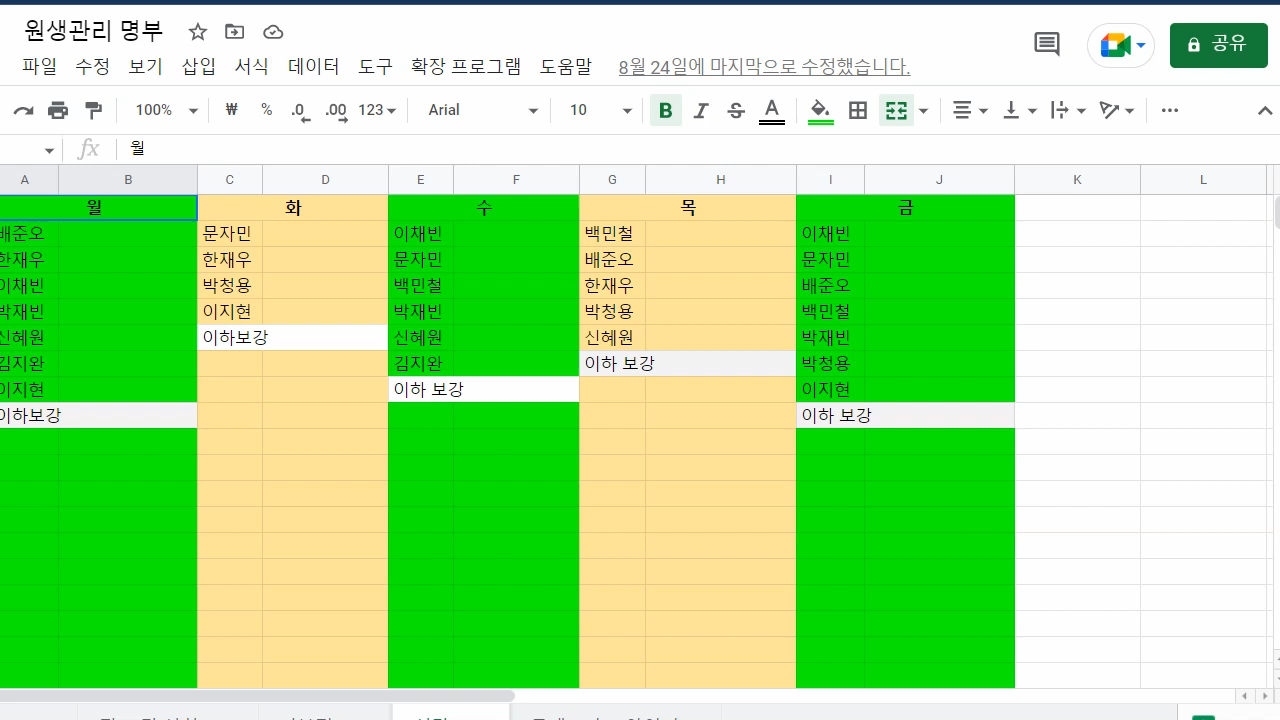 원생관리 명부
파일 수정 보기 삽입 서식 데이터 도구 확장 프로그램 도움말 8월 24일에 마지막으로 수정했습니다.
공유
100% ₩ % .0 .00 123 Arial 10 B I S A
fx 월
A B C D E F G H I J K L
월 화 수 목 금
배준오 문자민 이채빈 백민철 이채빈
한재우 한재우 문자민 배준오 문자민
이채빈 박청용 백민철 한재우 배준오
박재빈 이지현 박재빈 박청용 백민철
신혜원 이하보강 신혜원 신혜원 박재빈
김지완 김지완 이하 보강 박청용
이지현 이하 보강 이지현
이하보강 이하 보강